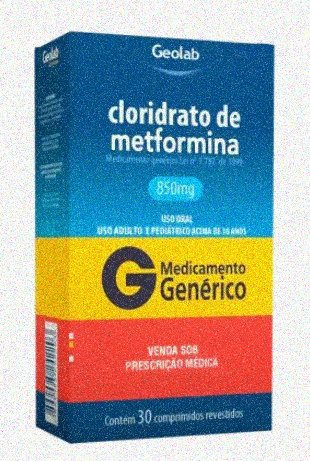 Geolab
cloridrato de
metformina
Medicamento genérico Lei nº 9.787, de 1999
850mg
USO ORAL
USO ADULTO E PEDIÁTRICO ACIMA DE 10 ANOS
G Medicamento
Genérico
VENDA SOB
PRESCRIÇÃO MÉDICA
Contém 30 comprimidos revestidos